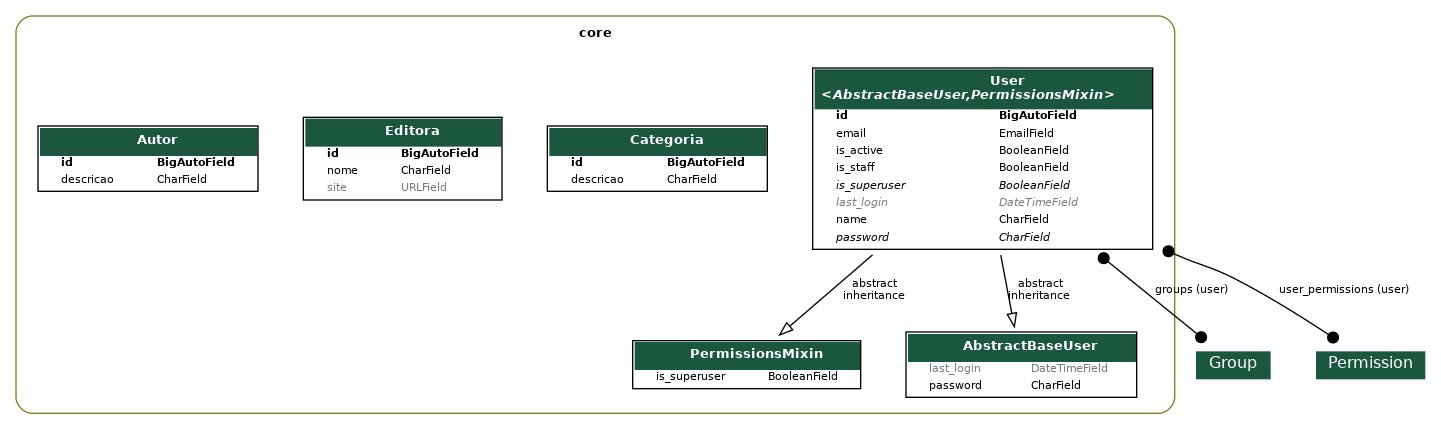 core
Autor
id BigAutoField
descricao CharField
Editora
id BigAutoField
nome CharField
site URLField
Categoria
id BigAutoField
descricao CharField
User
<AbstractBaseUser,PermissionsMixin>
id BigAutoField
email EmailField
is_active BooleanField
is_staff BooleanField
is_superuser BooleanField
last_login DateTimeField
name CharField
password CharField
abstract
inheritance
abstract
inheritance
groups (user)
user_permissions (user)
PermissionsMixin
is_superuser BooleanField
AbstractBaseUser
last_login DateTimeField
password CharField
Group
Permission